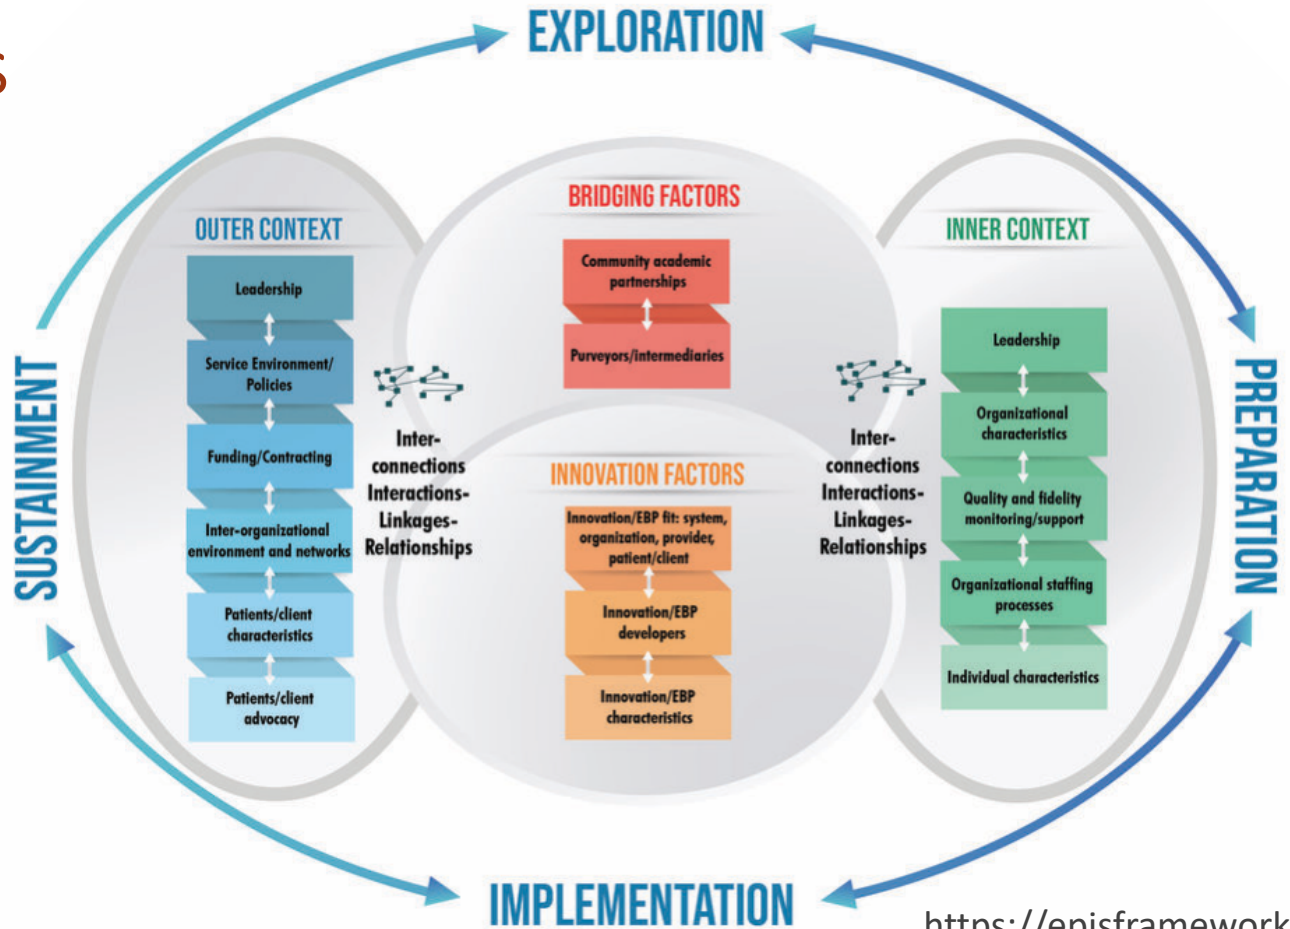 EXPLORATION
S
BRIDGING FACTORS
OUTER CONTEXT
INNER CONTEXT
Community academic
partnerships
Purveyors/intermediaries
Leadership
Service Environment/
Policies
Funding/Contracting
Inter-organizational
environment and networks
Patients/client
characteristics
Patients/client
advocacy
Inter-
connections
Interactions-
Linkages-
Relationships
INNOVATION FACTORS
Innovation/EBP fit: system,
organization, provider,
patient/client
Innovation/EBP
developers
Innovation/EBP
characteristics
Inter-
connections
Interactions-
Linkages-
Relationships
Leadership
Organizational
characteristics
Quality and fidelity
monitoring/support
Organizational staffing
processes
Individual characteristics
SUSTAINMENT
PREPARATION
IMPLEMENTATION
https://episframework